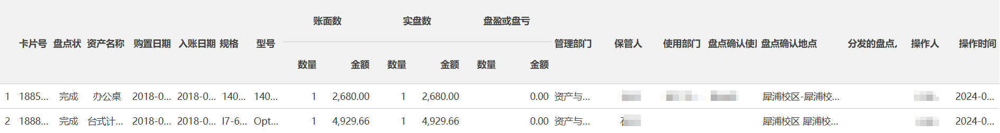 账面数 实盘数 盘盈或盘亏
卡片号 盘点状 资产名称 购置日期 入账日期 规格 型号 管理部门 保管人 使用部门 盘点确认使 盘点确认地点 分发的盘点 操作人 操作时间
数量 金额 数量 金额 数量 金额
1 1885... 完成 办公桌 2018-0... 2018-0... 140... 140... 1 2,680.00 1 2,680.00 0.00 资产与... 犀浦校区-犀浦校... 2024-0...
2 1888... 完成 台式计... 2018-0... 2018-0... I7-6... Opt... 1 4,929.66 1 4,929.66 0.00 资产与... 犀浦校区 犀浦校... 2024-0...